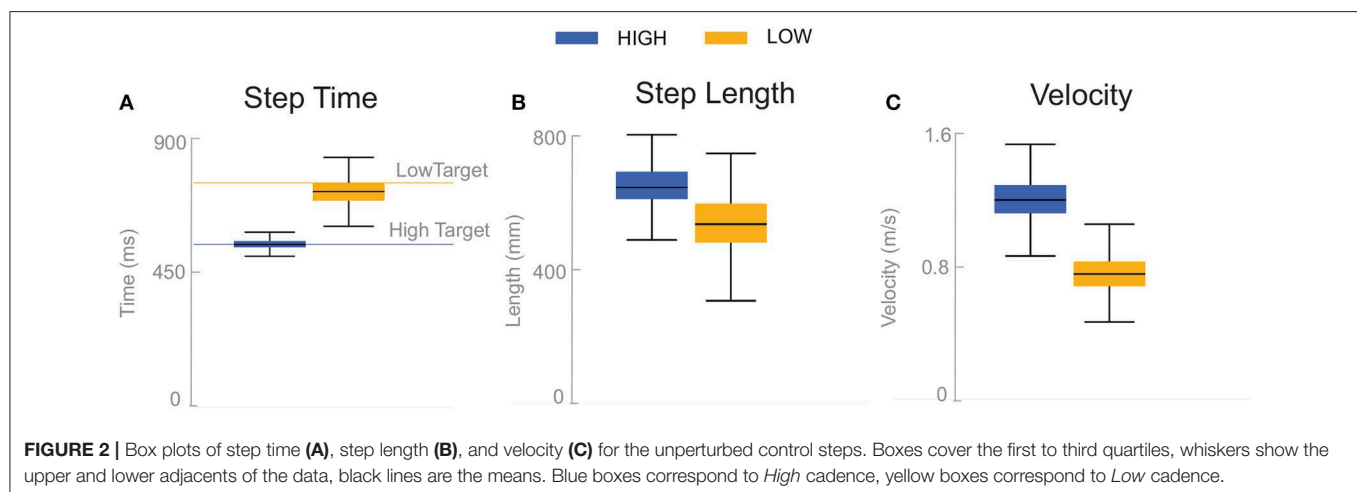 HIGH LOW
A Step Time
900
LowTarget
High Target
450
0
Time (ms)
B Step Length
800
400
0
Length (mm)
C Velocity
1.6
0.8
0
Velocity (m/s)
FIGURE 2 | Box plots of step time (A), step length (B), and velocity (C) for the unperturbed control steps. Boxes cover the first to third quartiles, whiskers show the
upper and lower adjacents of the data, black lines are the means. Blue boxes correspond to High cadence, yellow boxes correspond to Low cadence.